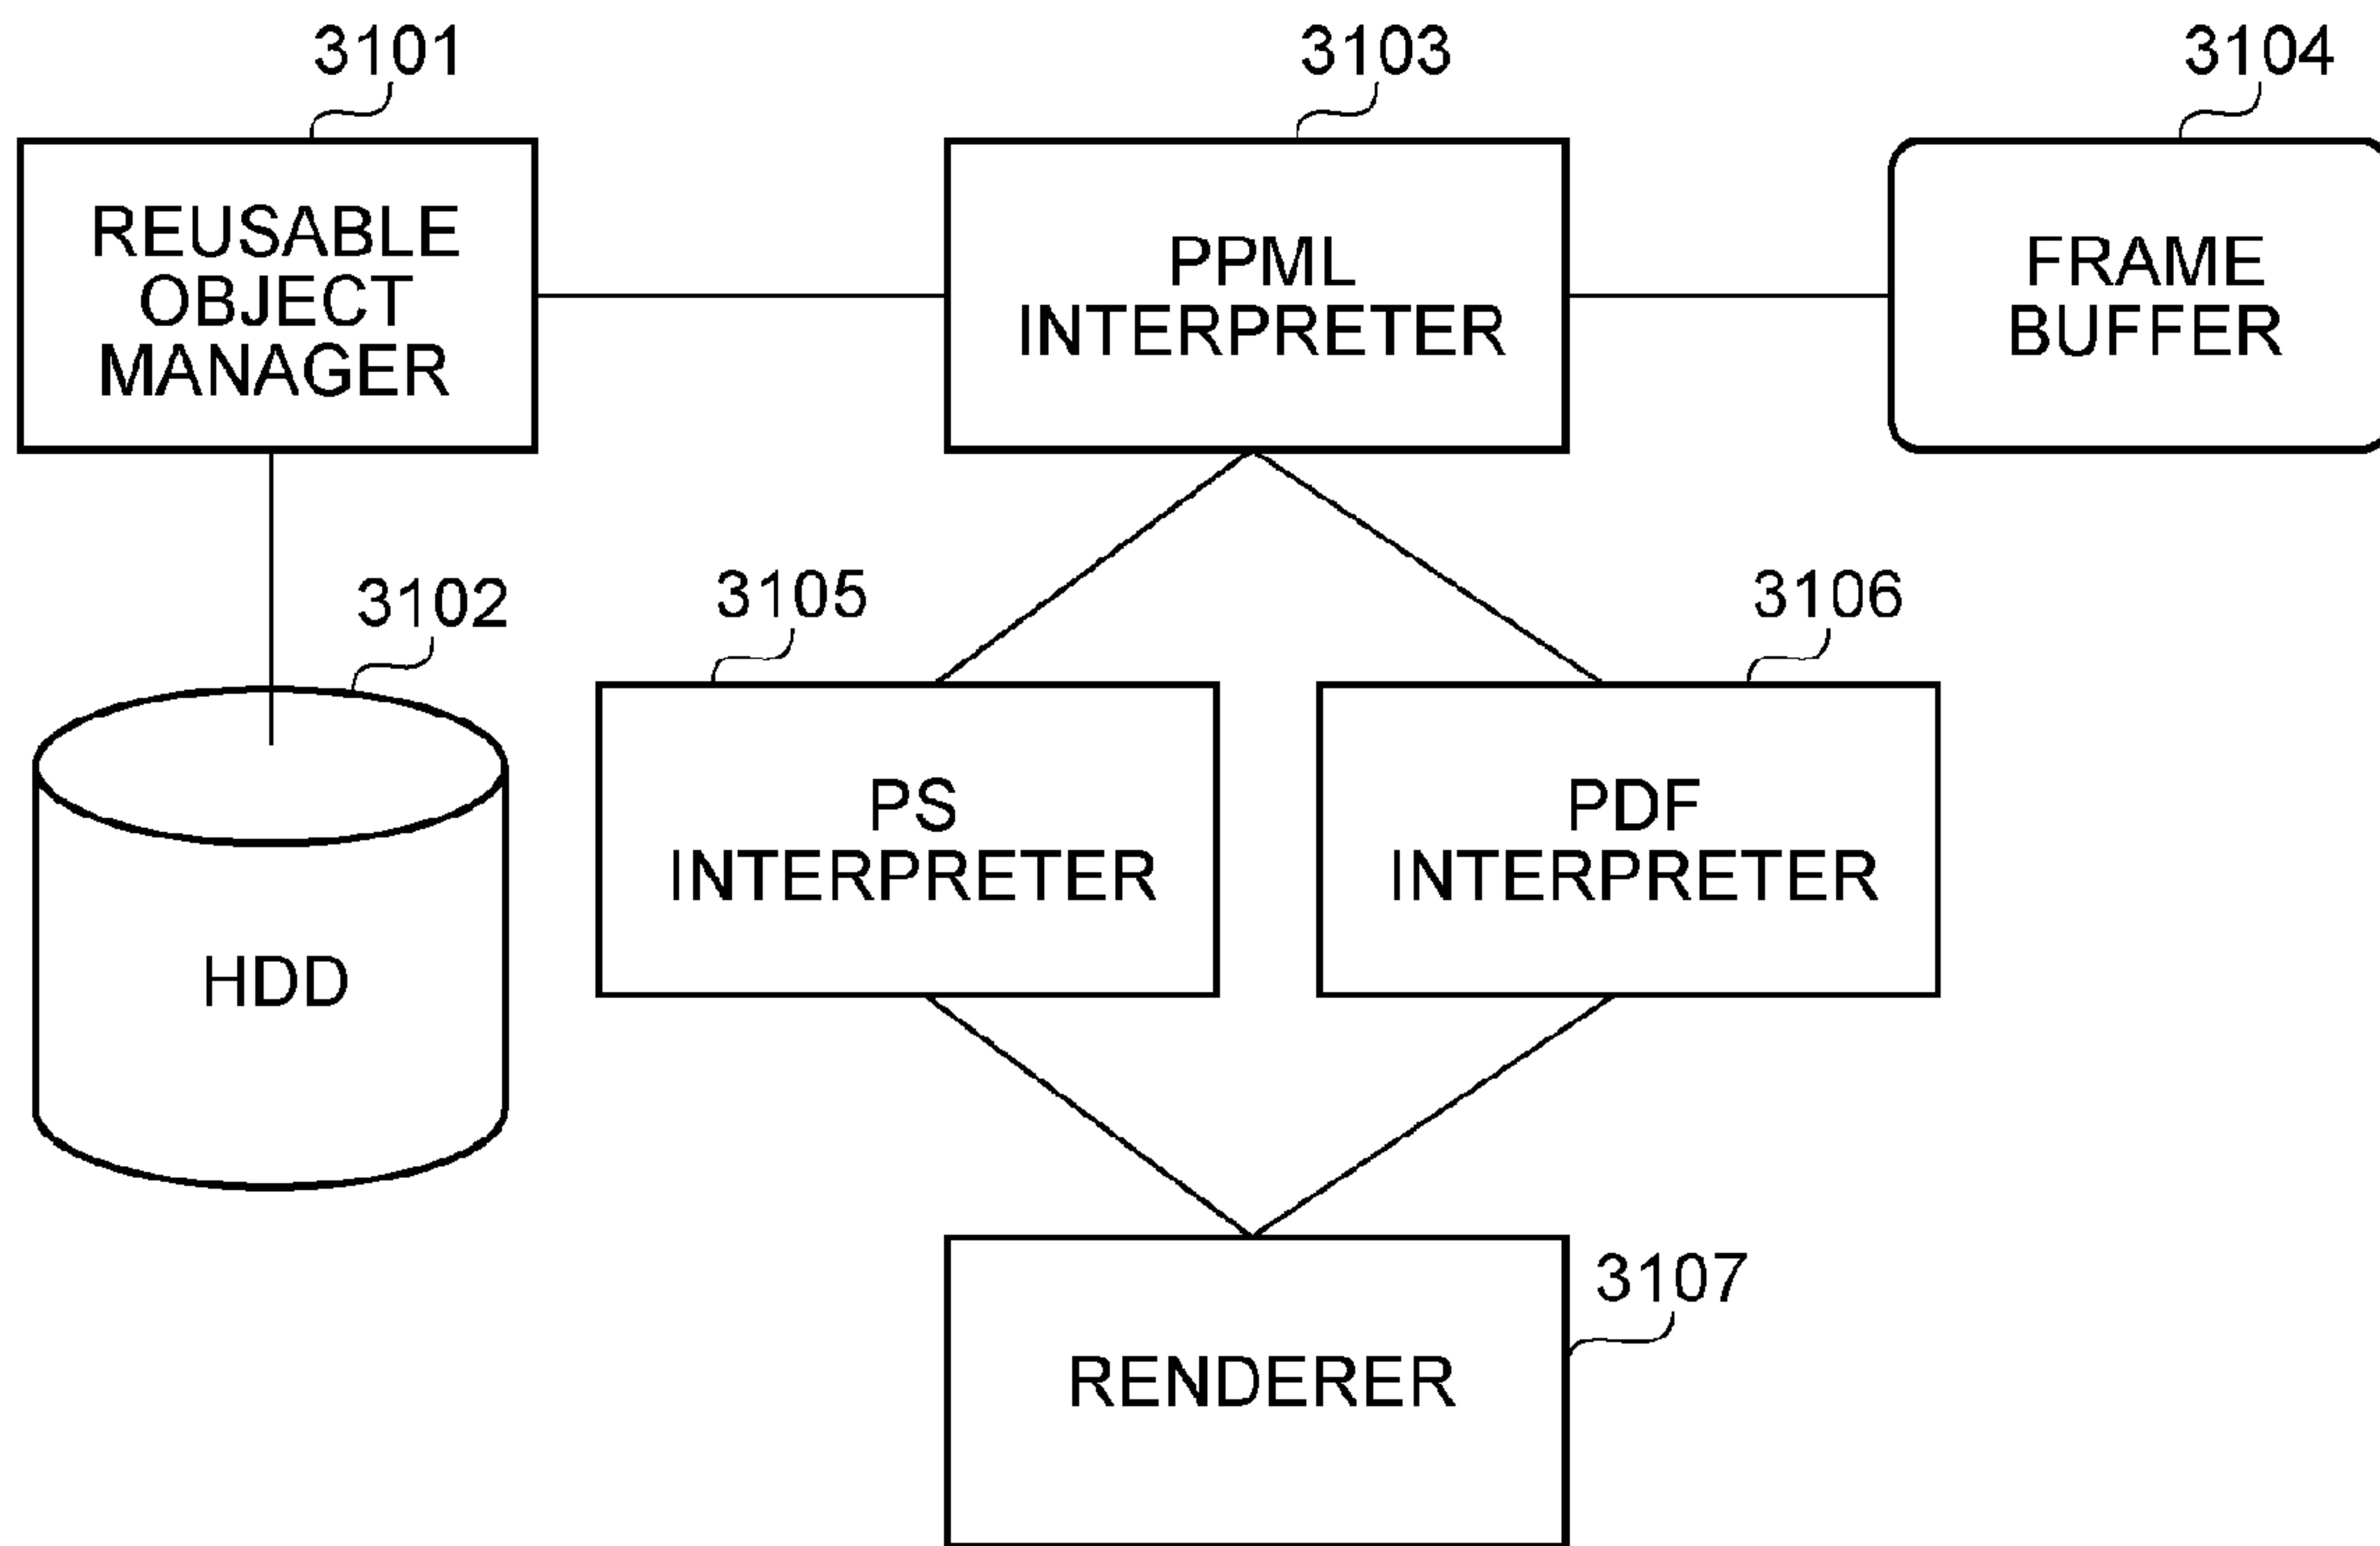 3101
3103
3104
REUSABLE
OBJECT
MANAGER
PPML
INTERPRETER
FRAME
BUFFER
3102
3105
3106
HDD
PS
INTERPRETER
PDF
INTERPRETER
3107
RENDERER